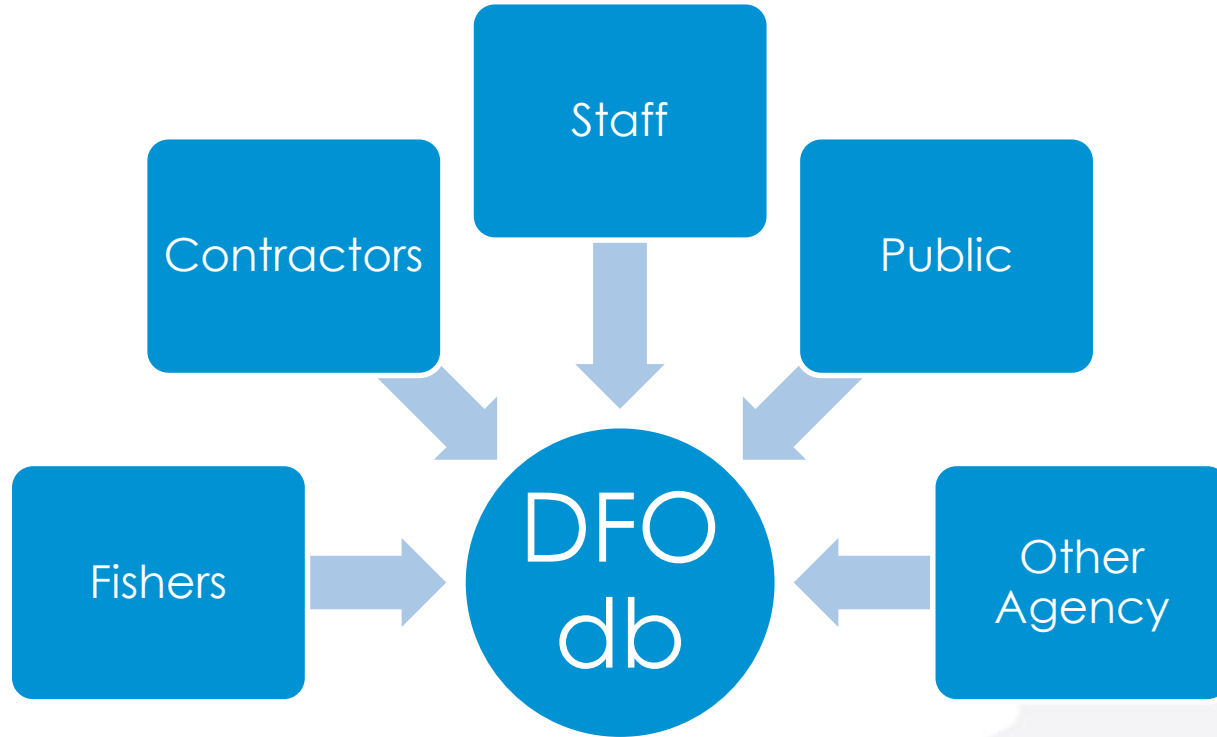 Staff
Contractors
Public
Fishers
DFO
db
Other
Agency